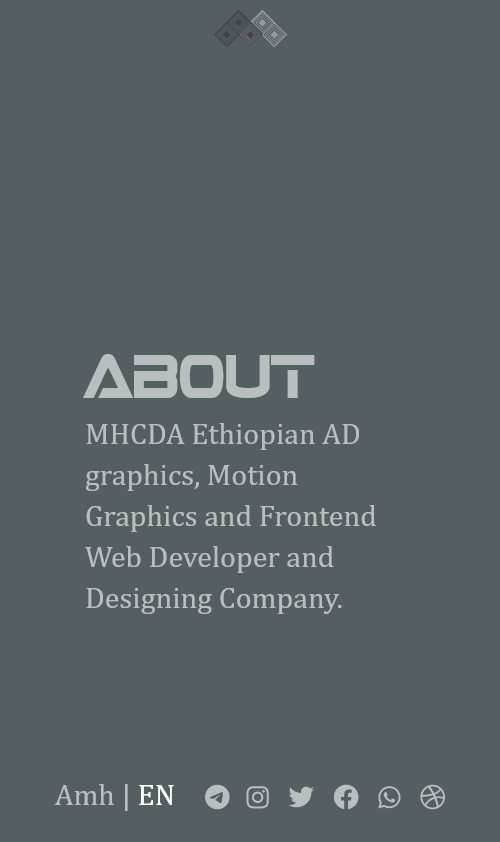 ABOUT
MHCDA Ethiopian AD
graphics, Motion
Graphics and Frontend
Web Developer and
Designing Company.
Amh | EN